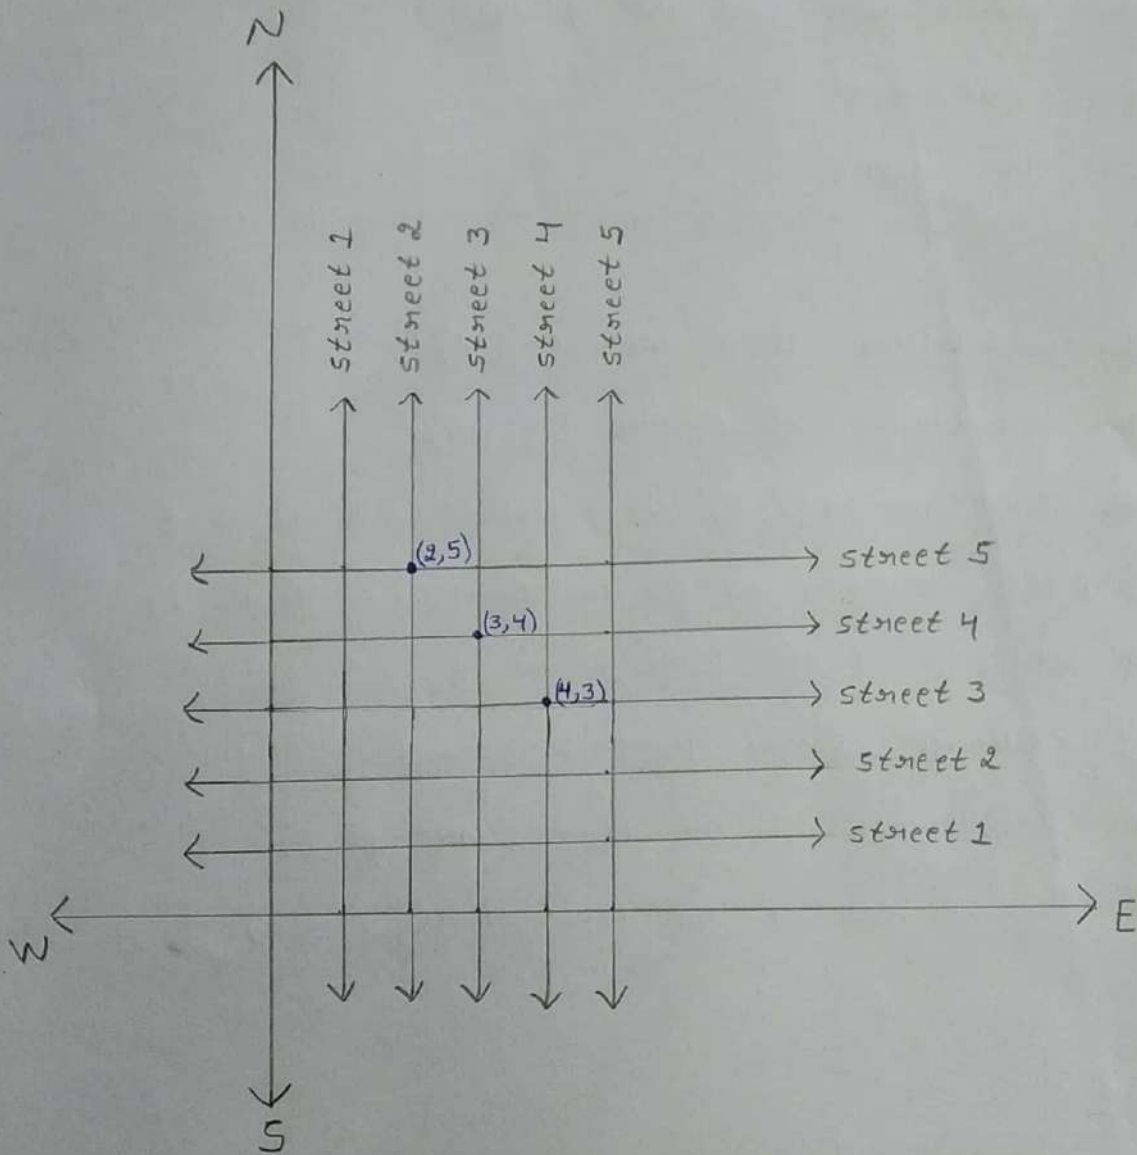 N
street 1
street 2
street 3
street 4
street 5
(2,5)
street 5
(3,4)
street 4
(4,3)
street 3
street 2
street 1
W
E
S